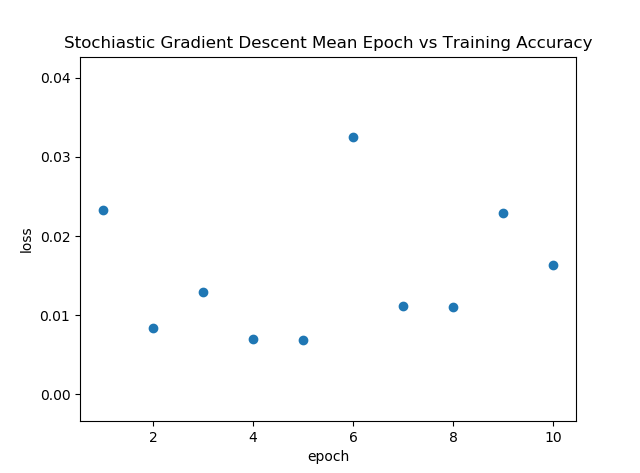 Stochiastic Gradient Descent Mean Epoch vs Training Accuracy
0.04
0.03
0.02
0.01
0.00
loss
2 4 6 8 10
epoch